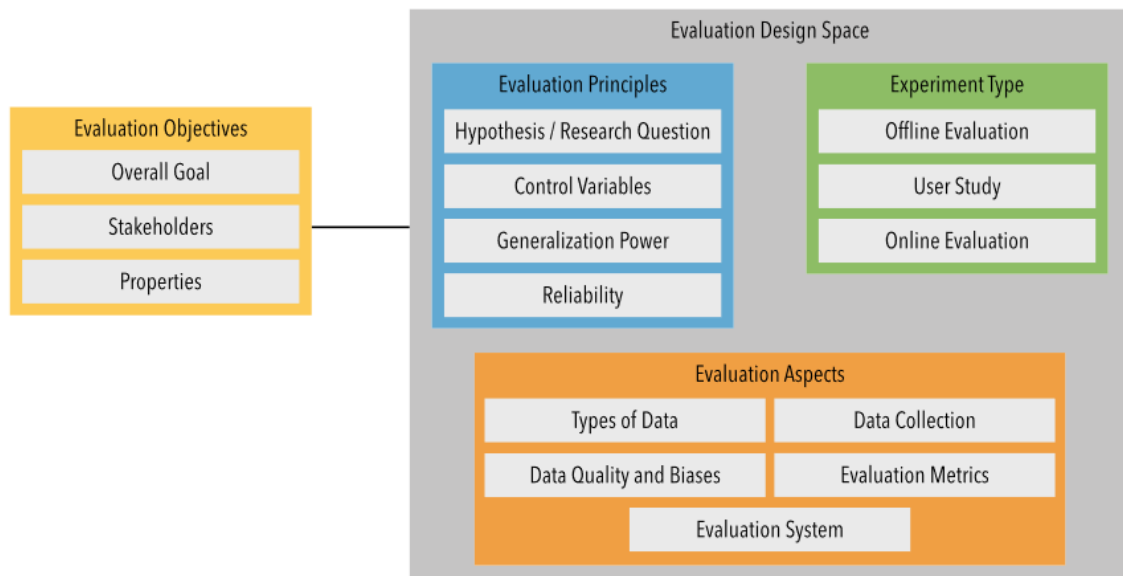 Evaluation Design Space
Evaluation Objectives
Overall Goal
Stakeholders
Properties
Evaluation Principles
Hypothesis / Research Question
Control Variables
Generalization Power
Reliability
Experiment Type
Offline Evaluation
User Study
Online Evaluation
Evaluation Aspects
Types of Data
Data Collection
Data Quality and Biases
Evaluation Metrics
Evaluation System